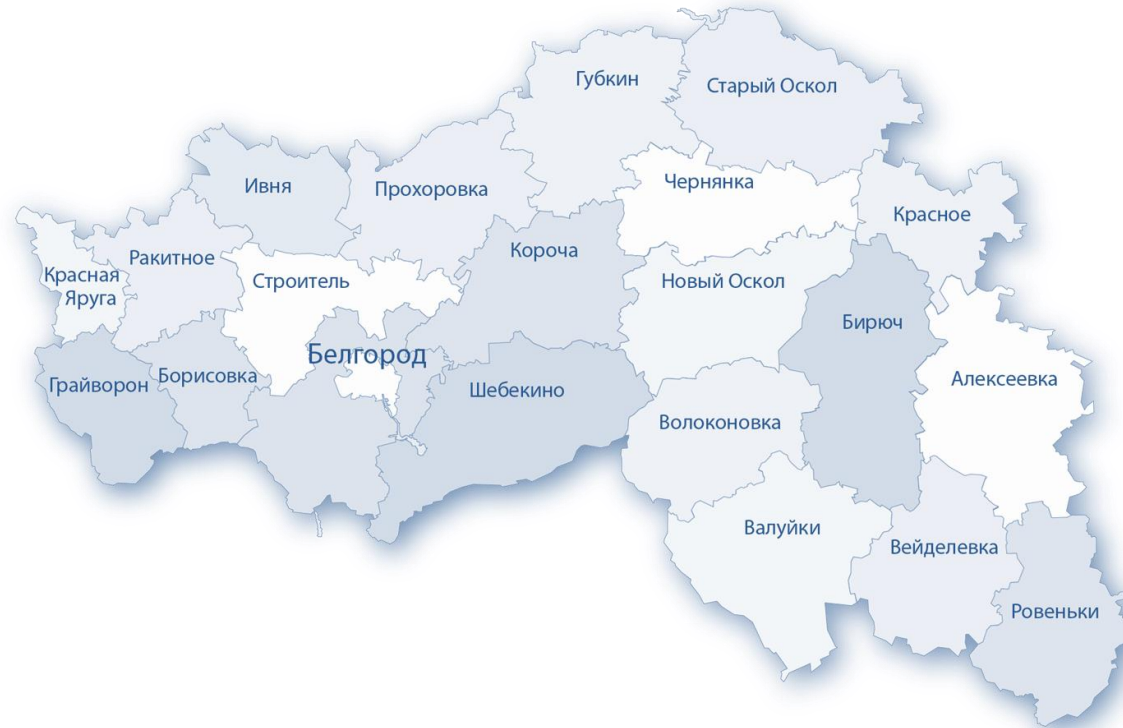 Губкин
Старый Оскол
Ивня
Прохоровка
Чернянка
Красное
Ракитное
Короча
Красная
Яруга
Строитель
Новый Оскол
Бирюч
Белгород
Грайворон
Борисовка
Шебекино
Алексеевка
Волоконовка
Валуйки
Вейделевка
Ровеньки